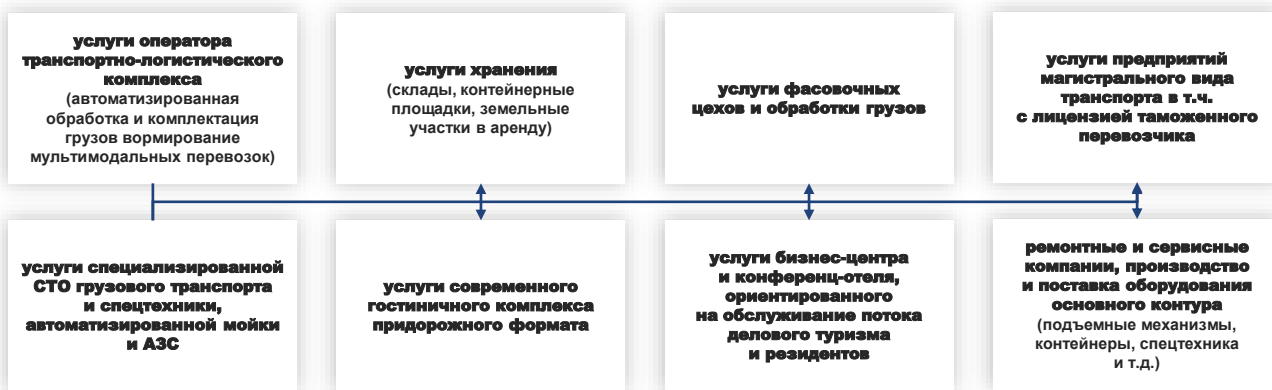 услуги оператора
транспортно-логистического
комплекса
(автоматизированная
обработка и комплектация
грузов вормирование
мультимодальных перевозок)
услуги хранения
(склады, контейнерные
площадки, земельные
участки в аренду)
услуги фасовочных
цехов и обработки грузов
услуги предприятий
магистрального вида
транспорта в т.ч.
с лицензией таможенного
перевозчика
услуги специализированной
СТО грузового транспорта
и спецтехники,
автоматизированной мойки
и АЗС
услуги современного
гостиничного комплекса
придорожного формата
услуги бизнес-центра
и конференц-отеля,
ориентированного
на обслуживание потока
делового туризма
и резидентов
ремонтные и сервисные
компании, производство
и поставка оборудования
основного контура
(подъемные механизмы,
контейнеры, спецтехника
и т.д.)